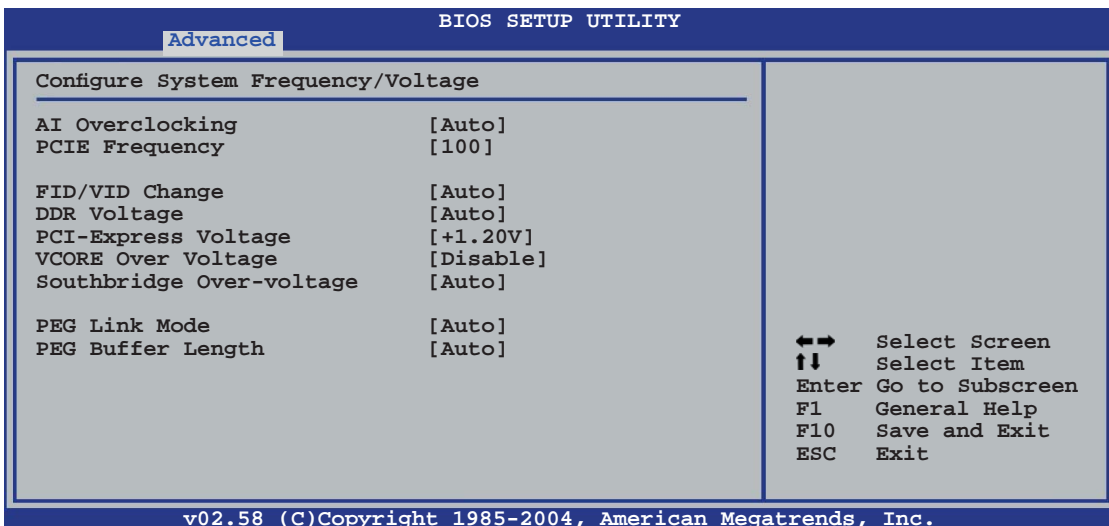 BIOS SETUP UTILITY
Advanced
Configure System Frequency/Voltage
AI Overclocking [Auto]
PCIE Frequency [100]
FID/VID Change [Auto]
DDR Voltage [Auto]
PCI-Express Voltage [+1.20V]
VCORE Over Voltage [Disable]
Southbridge Over-voltage [Auto]
PEG Link Mode [Auto]
PEG Buffer Length [Auto]
←→ Select Screen
↑↓ Select Item
Enter Go to Subscreen
F1 General Help
F10 Save and Exit
ESC Exit
v02.58 (C)Copyright 1985-2004, American Megatrends, Inc.